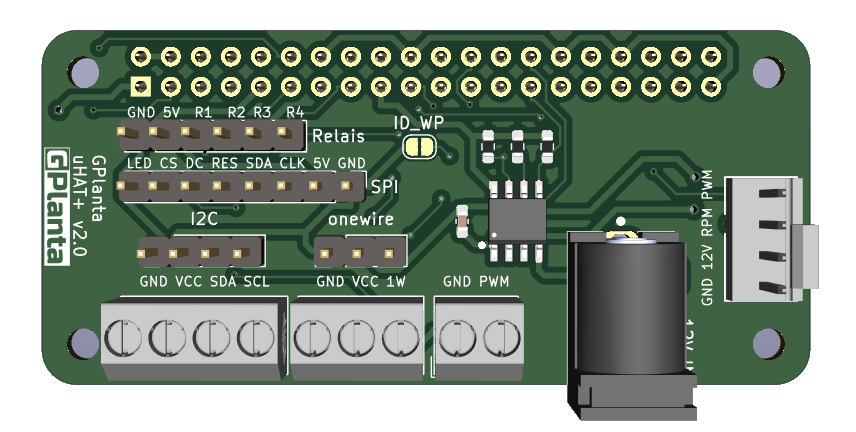 GND 5V R1 R2 R3 R4
Relais
ID_WP
LED CS DC RES SDA CLK 5V GND
SPI
I2C
onewire
GND VCC SDA SCL
GND VCC 1W
GND PWM
GND 12V RPM PWM
GPlanta
uHAT+ v2.0
GPlanta